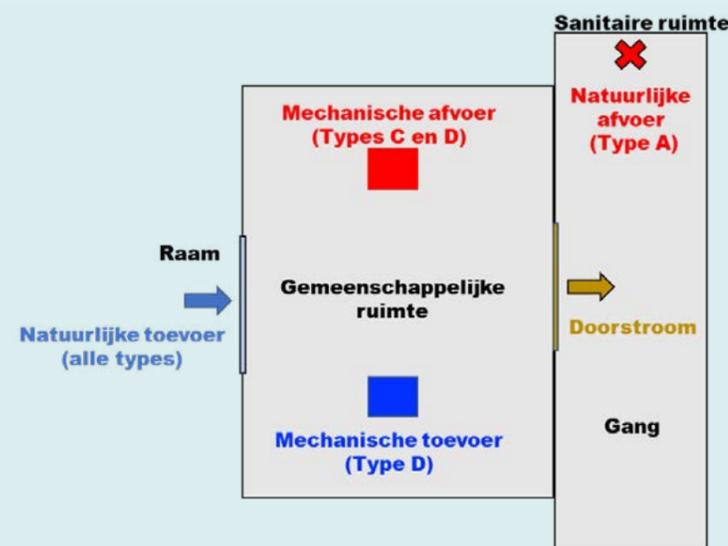 Sanitaire ruimte
Mechanische afvoer
(Types C en D)
Natuurlijke
afvoer
(Type A)
Raam
Natuurlijke toevoer
(alle types)
Gemeenschappelijke
ruimte
Doorstroom
Mechanische toevoer
(Type D)
Gang